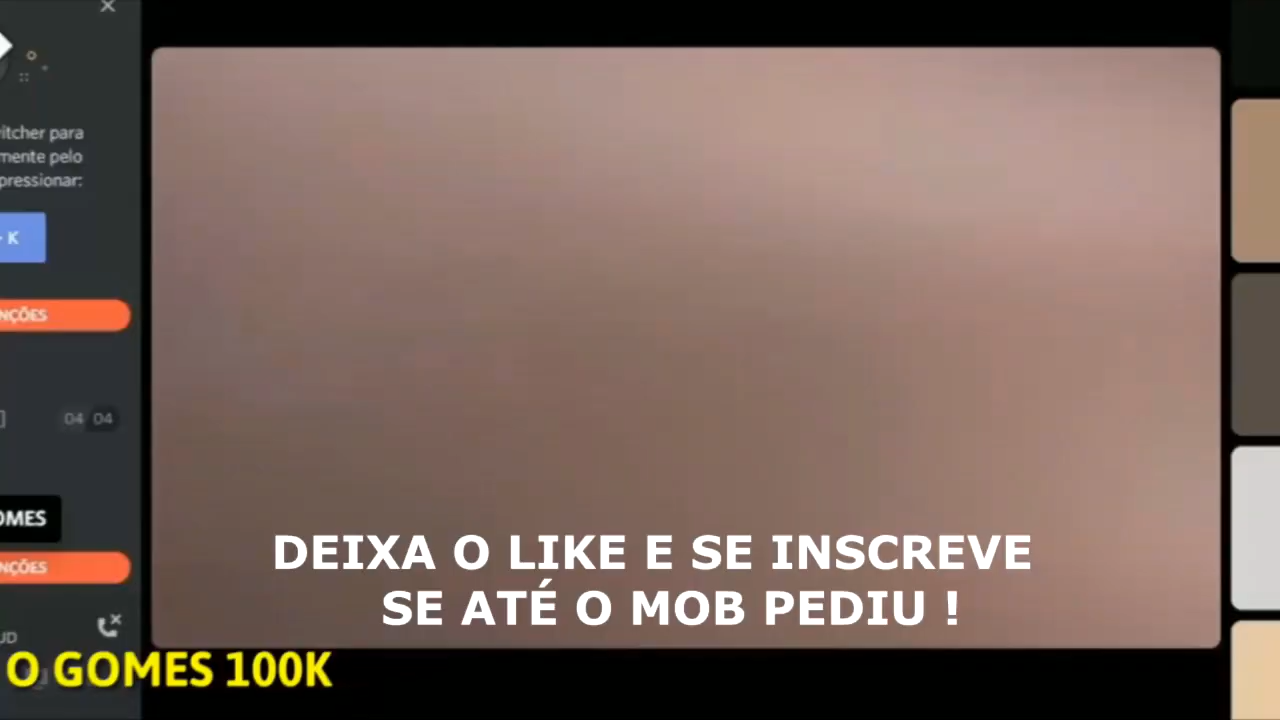 itcher para
mente pelo
pressionar:
K
NÇÕES
04 04
OMES
NÇÕES
UD
DEIXA O LIKE E SE INSCREVE
SE ATÉ O MOB PEDIU !
O GOMES 100K